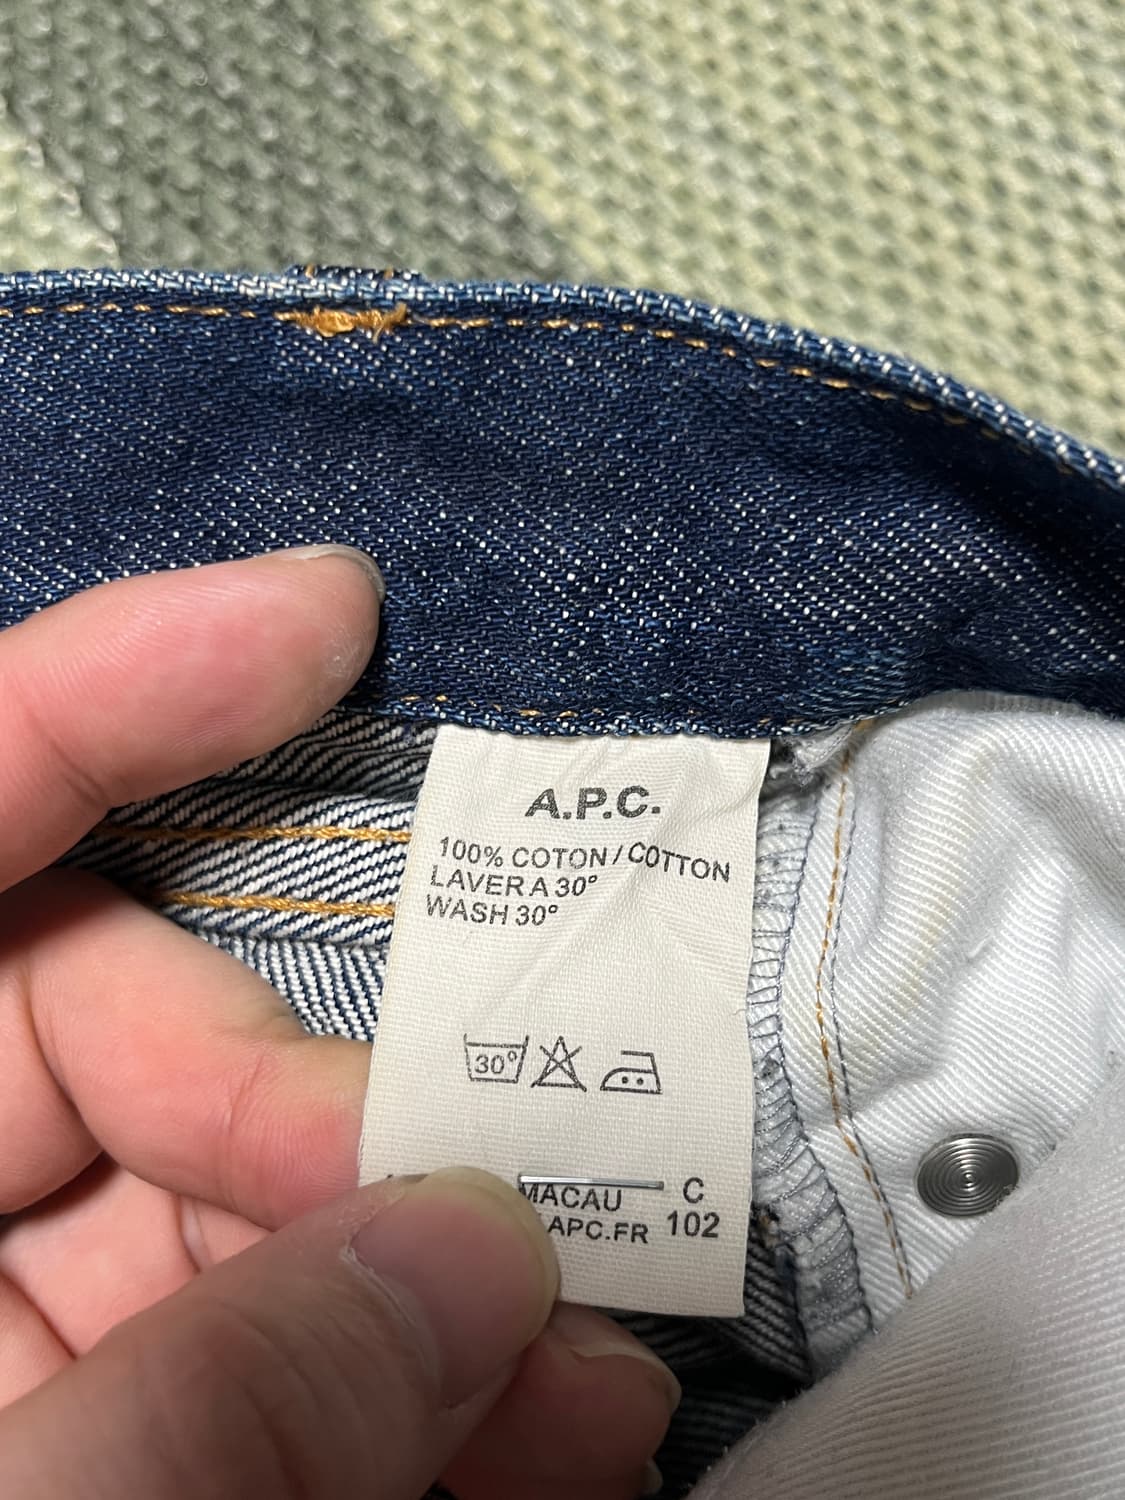 A.P.C.
100% COTON / COTTON
LAVER A 30°
WASH 30°
30°
MACAU C
APC.FR 102